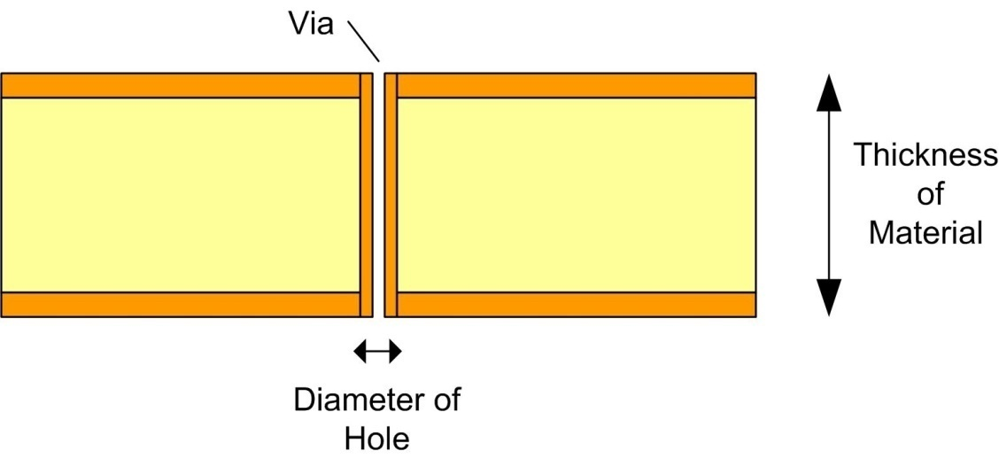 Via
Thickness
of
Material
Diameter of
Hole